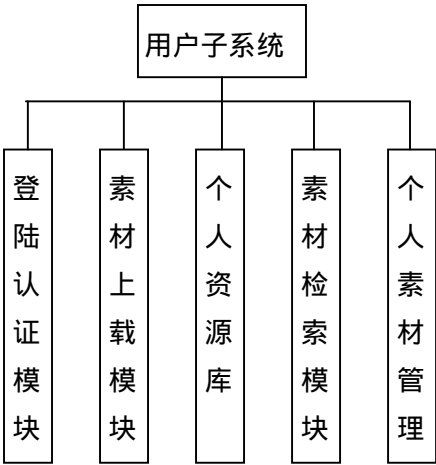 用户子系统
登陆认证模块
素材上载模块
个人资源库
素材检索模块
个人素材管理